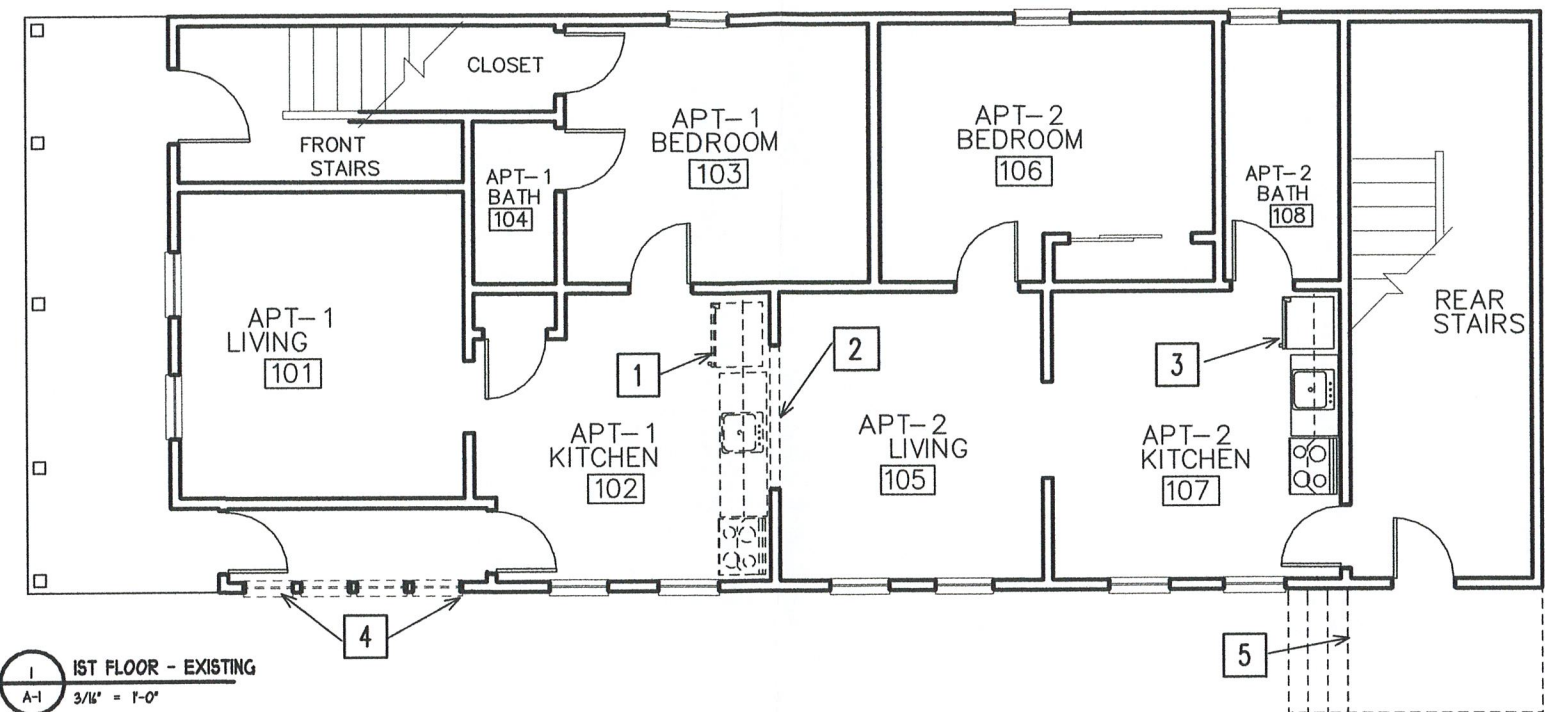 CLOSET
FRONT
STAIRS
APT-1
BEDROOM
103
APT-2
BEDROOM
106
APT-1
BATH
104
APT-2
BATH
108
APT-1
LIVING
101
REAR
STAIRS
1
2
3
APT-1
KITCHEN
102
APT-2
LIVING
105
APT-2
KITCHEN
107
4
5
1
A-1
1ST FLOOR - EXISTING
3/16" = 1'-0"